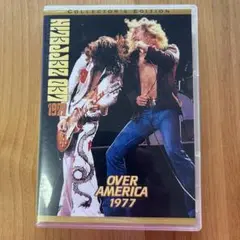 COLLECTOR'S EDITION
LED ZEPPELIN
OVER
AMERICA
1977